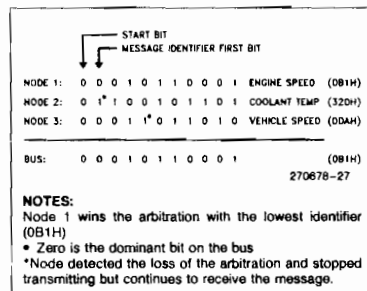 START BIT
MESSAGE IDENTIFIER FIRST BIT
NODE 1: 0 0 0 1 0 1 1 0 0 0 1 ENGINE SPEED (0B1H)
NODE 2: 0 1* 1 0 0 1 0 1 1 0 1 COOLANT TEMP (32DH)
NODE 3: 0 0 0 1 1* 0 1 1 0 1 0 VEHICLE SPEED (0DAH)
BUS: 0 0 0 1 0 1 1 0 0 0 1 (0B1H)
270678-27
NOTES:
Node 1 wins the arbitration with the lowest identifier
(0B1H)
• Zero is the dominant bit on the bus
*Node detected the loss of the arbitration and stopped
transmitting but continues to receive the message.